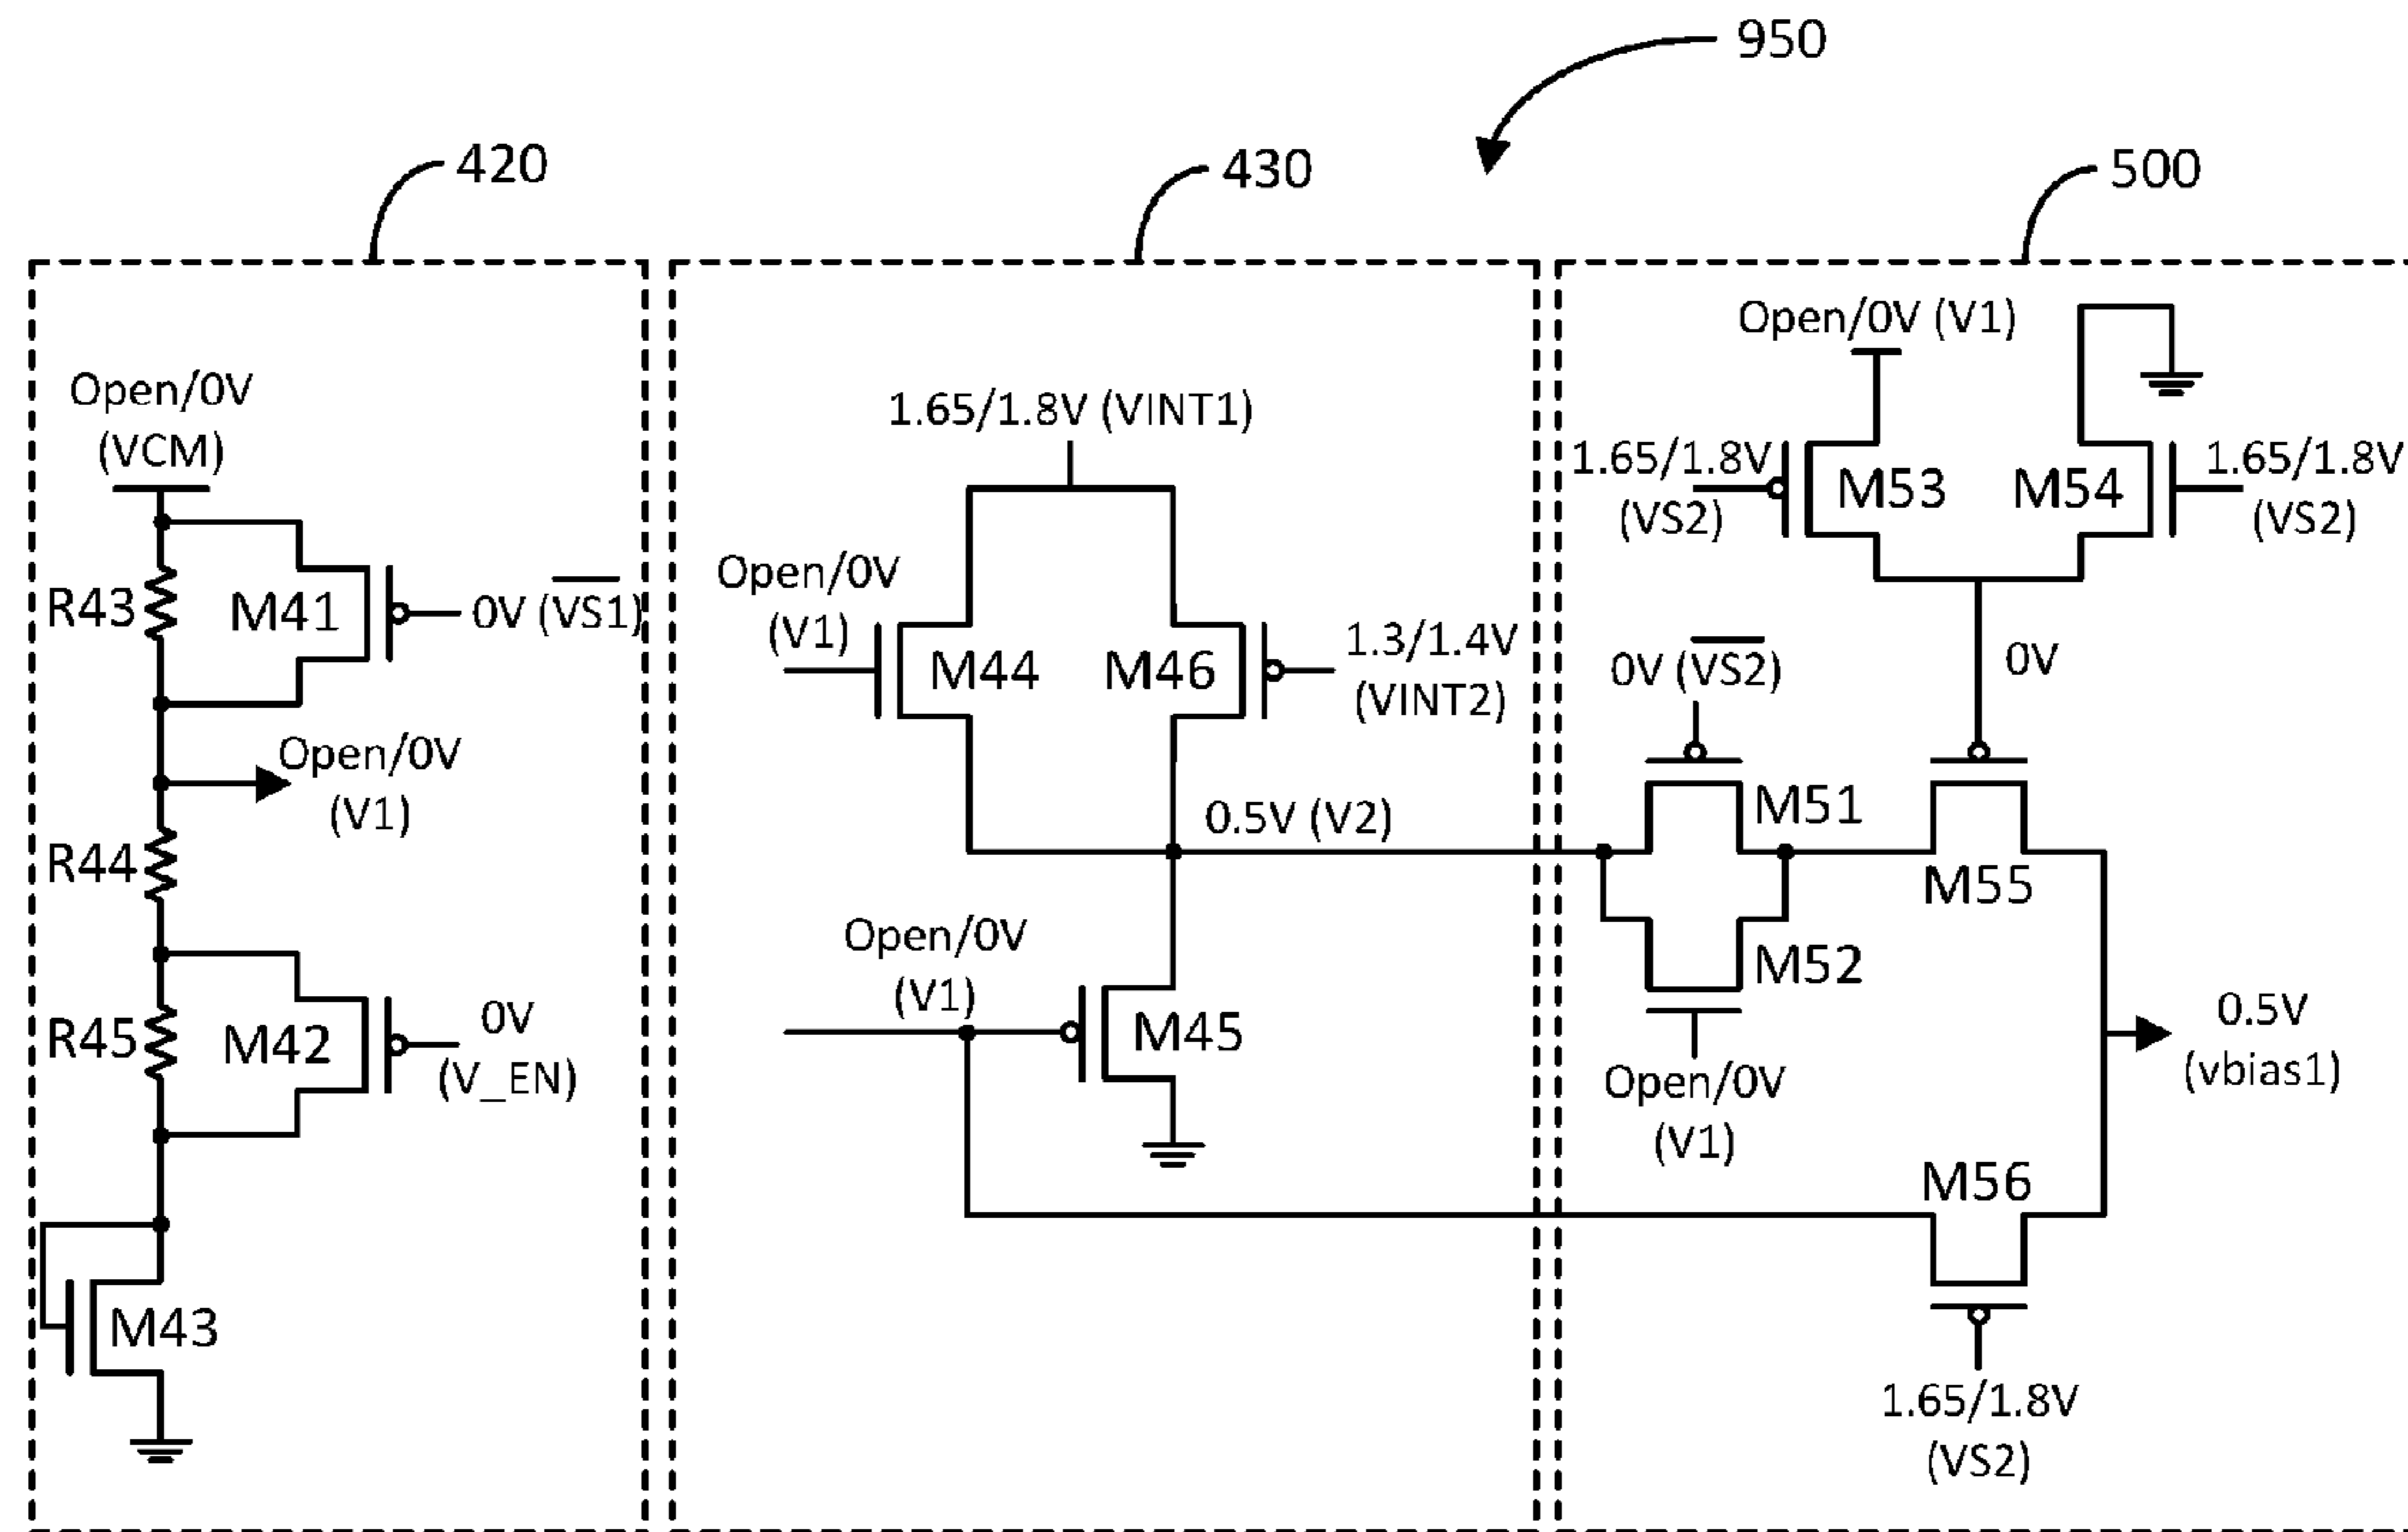 950
420
430
500
Open/0V
(VCM)
R43
M41
0V (V̅S̅1̅)
Open/0V
(V1)
R44
R45
M42
0V
(V_EN)
M43
1.65/1.8V (VINT1)
Open/0V
(V1)
M44
M46
1.3/1.4V
(VINT2)
0.5V (V2)
Open/0V
(V1)
M45
Open/0V (V1)
1.65/1.8V
(VS2)
M53
M54
1.65/1.8V
(VS2)
0V (V̅S̅2̅)
0V
M51
M55
M52
Open/0V
(V1)
0.5V
(vbias1)
M56
1.65/1.8V
(VS2)